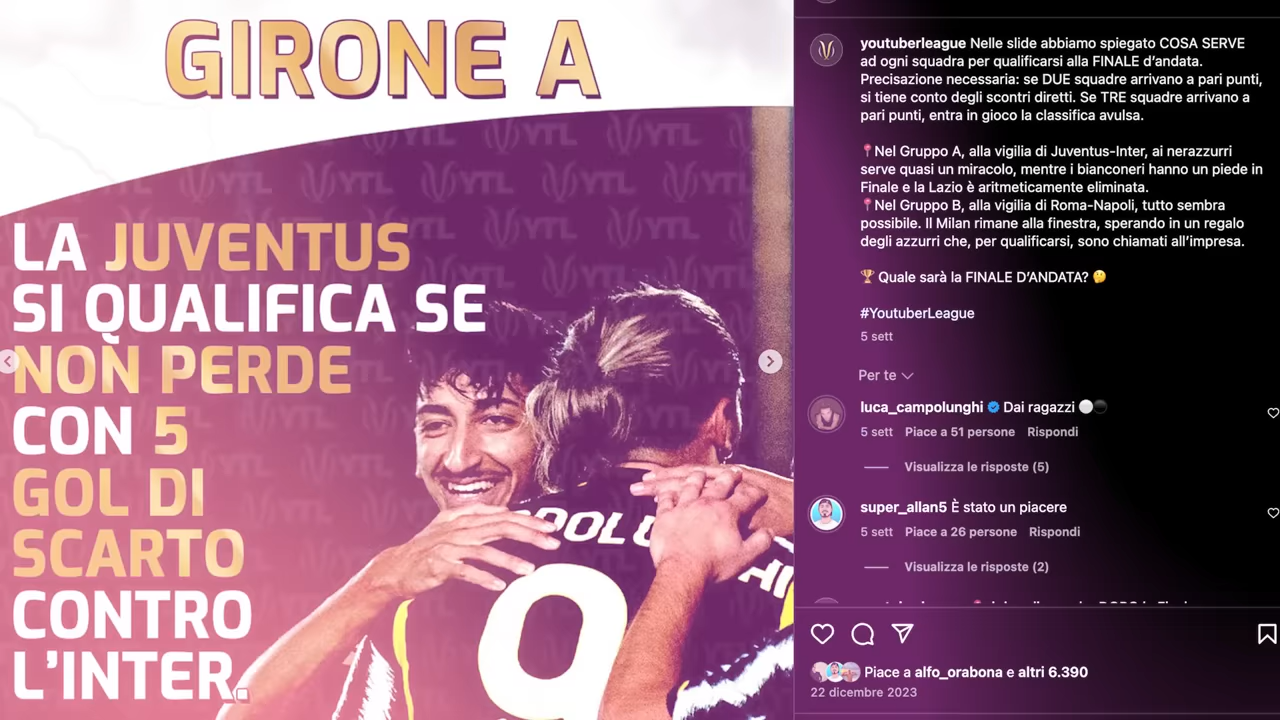 GIRONE A
LA JUVENTUS
SI QUALIFICA SE
NON PERDE
CON 5
GOL DI
SCARTO
CONTRO
L'INTER.
9
youtuberleague Nelle slide abbiamo spiegato COSA SERVE
ad ogni squadra per qualificarsi alla FINALE d'andata.
Precisazione necessaria: se DUE squadre arrivano a pari punti,
si tiene conto degli scontri diretti. Se TRE squadre arrivano a
pari punti, entra in gioco la classifica avulsa.
📍Nel Gruppo A, alla vigilia di Juventus-Inter, ai nerazzurri
serve quasi un miracolo, mentre i bianconeri hanno un piede in
Finale e la Lazio è aritmeticamente eliminata.
📍Nel Gruppo B, alla vigilia di Roma-Napoli, tutto sembra
possibile. Il Milan rimane alla finestra, sperando in un regalo
degli azzurri che, per qualificarsi, sono chiamati all'impresa.
🏆 Quale sarà la FINALE D'ANDATA? 🤔
#YoutuberLeague
5 sett
Per te
luca_campolunghi Dai ragazzi ⚪⚫
5 sett Piace a 51 persone Rispondi
Visualizza le risposte (5)
super_allan5 È stato un piacere
5 sett Piace a 26 persone Rispondi
Visualizza le risposte (2)
Piace a alfo_orabona e altri 6.390
22 dicembre 2023